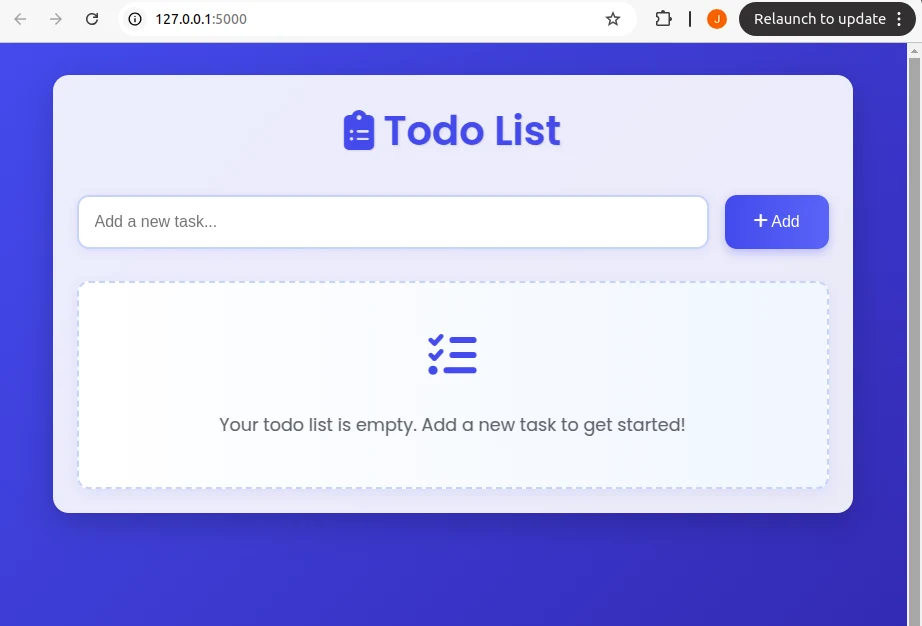 127.0.0.1:5000
J
Relaunch to update
Todo List
Add a new task...
+ Add
Your todo list is empty. Add a new task to get started!